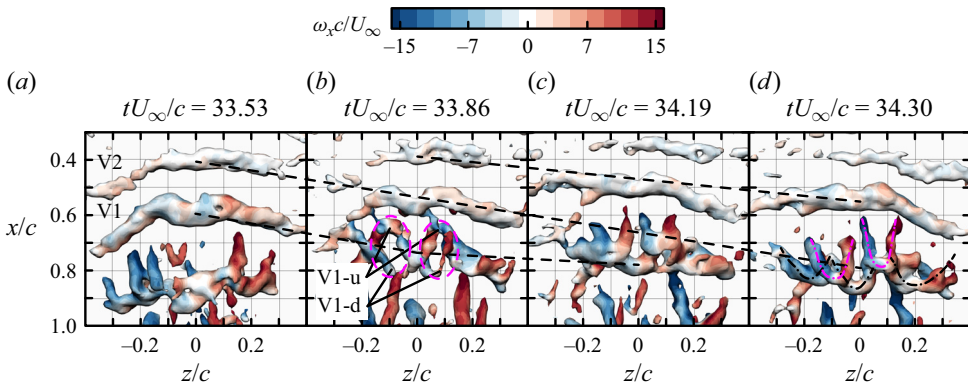 ω_x c/U_∞
−15 −7 0 7 15
(a) (b) (c) (d)
tU_∞/c = 33.53 tU_∞/c = 33.86 tU_∞/c = 34.19 tU_∞/c = 34.30
0.4 V2
V1
x/c 0.6
V1-u
0.8
V1-d
1.0
−0.2 0 0.2 −0.2 0 0.2 −0.2 0 0.2 −0.2 0 0.2
z/c z/c z/c z/c